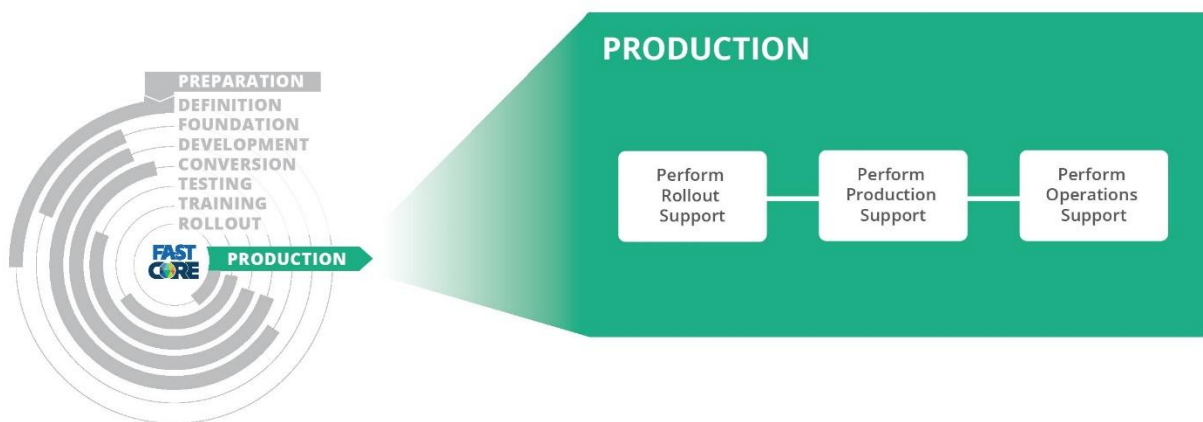 PREPARATION
DEFINITION
FOUNDATION
DEVELOPMENT
CONVERSION
TESTING
TRAINING
ROLLOUT
FAST
CORE
PRODUCTION
PRODUCTION
Perform
Rollout
Support
Perform
Production
Support
Perform
Operations
Support